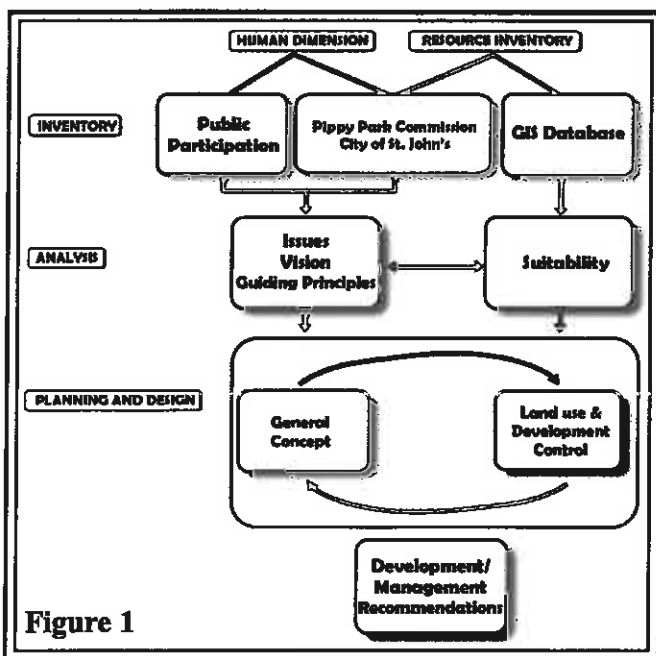 HUMAN DIMENSION
RESOURCE INVENTORY
INVENTORY
Public
Participation
Pippy Park Commission
City of St. John's
GIS Database
ANALYSIS
Issues
Vision
Guiding Principles
Suitability
PLANNING AND DESIGN
General
Concept
Land use &
Development
Control
Development/
Management
Recommendations
Figure 1